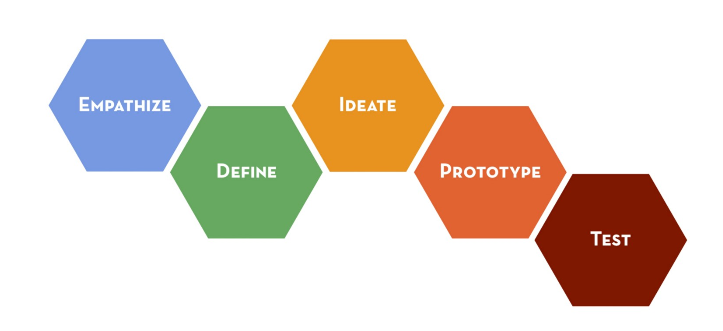 Empathize
Define
Ideate
Prototype
Test